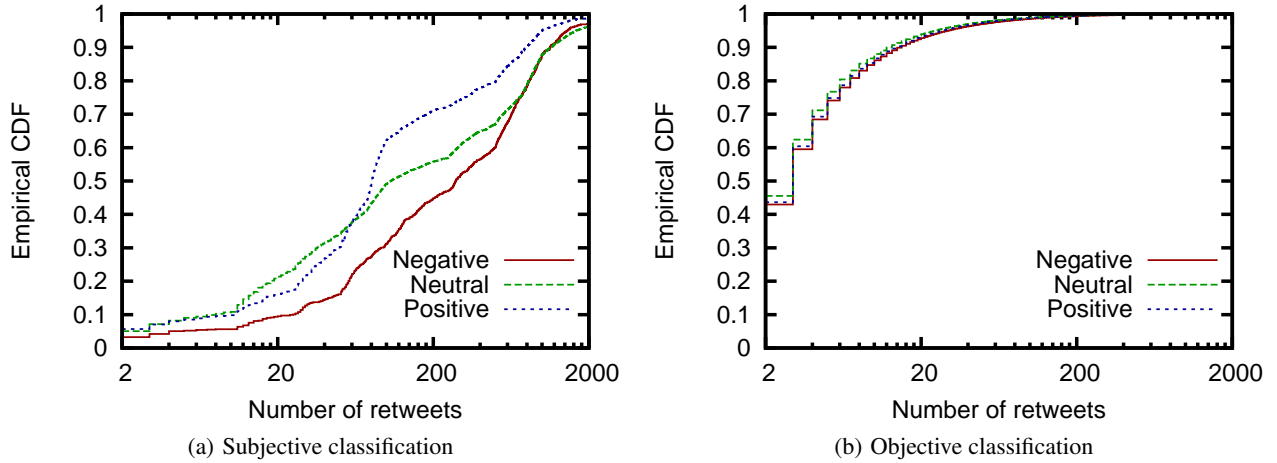 1
0.9
0.8
0.7
0.6
0.5
0.4
0.3
0.2
0.1
0
Empirical CDF
Negative
Neutral
Positive
2 20 200 2000
Number of retweets
(a) Subjective classification
1
0.9
0.8
0.7
0.6
0.5
0.4
0.3
0.2
0.1
0
Empirical CDF
Negative
Neutral
Positive
2 20 200 2000
Number of retweets
(b) Objective classification